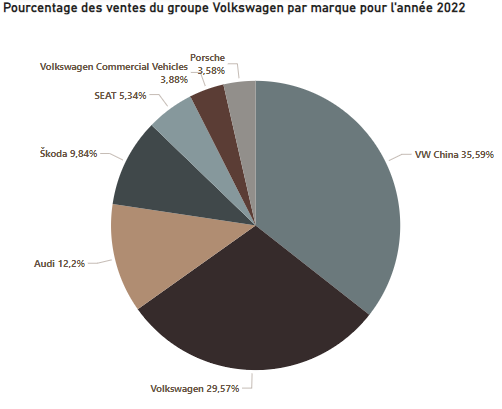 Pourcentage des ventes du groupe Volkswagen par marque pour l'année 2022
Porsche
3,58%
Volkswagen Commercial Vehicles
3,88%
SEAT 5,34%
Škoda 9,84%
VW China 35,59%
Audi 12,2%
Volkswagen 29,57%